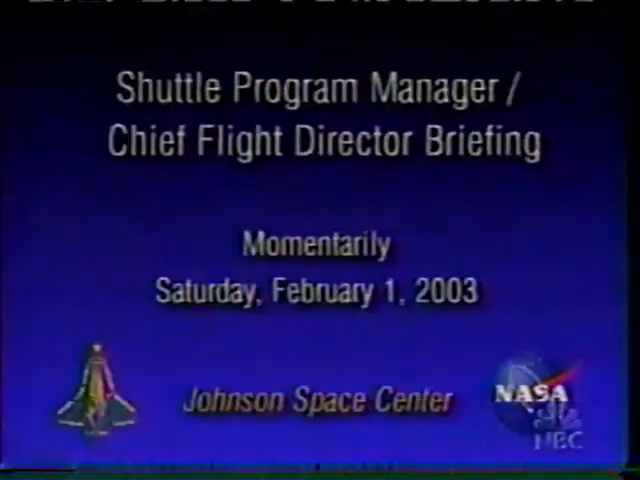 Shuttle Program Manager /
Chief Flight Director Briefing
Momentarily
Saturday, February 1, 2003
Johnson Space Center
NASA
NBC